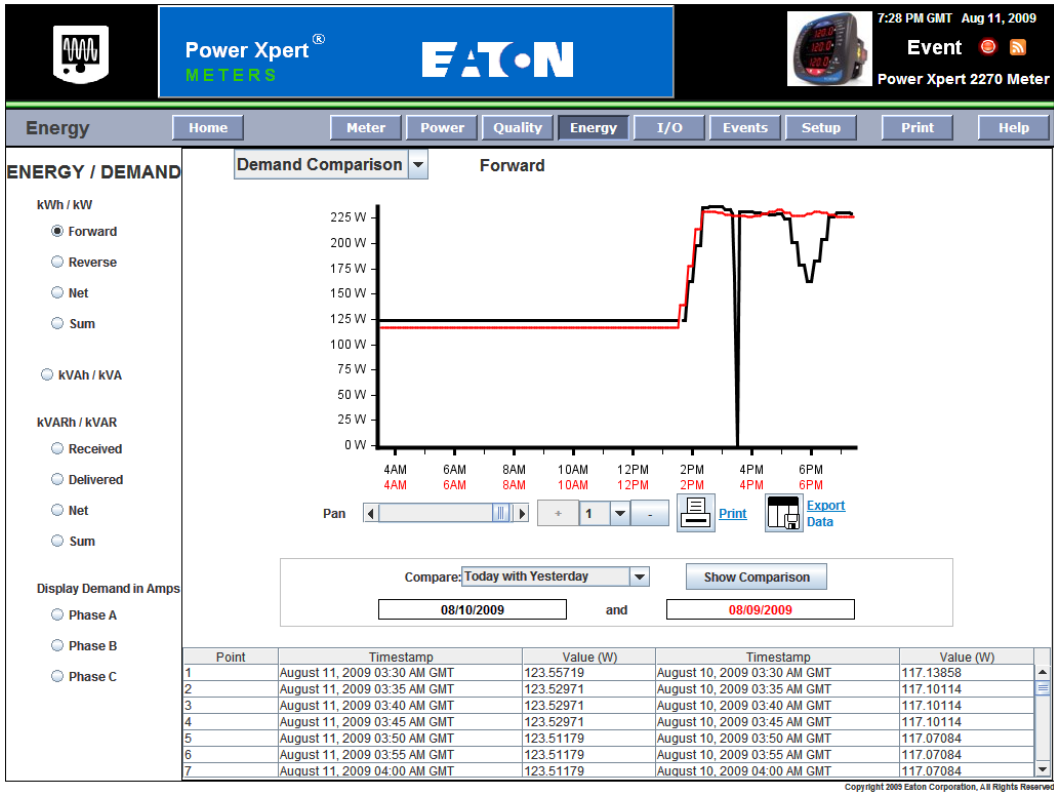 7:28 PM GMT Aug 11, 2009
Power Xpert®
METERS
EATON
Event
Power Xpert 2270 Meter
Energy Home Meter Power Quality Energy I/O Events Setup Print Help
ENERGY / DEMAND
kWh / kW
Forward
Reverse
Net
Sum
kVAh / kVA
kVARh / kVAR
Received
Delivered
Net
Sum
Display Demand in Amps
Phase A
Phase B
Phase C
Demand Comparison Forward
225 W
200 W
175 W
150 W
125 W
100 W
75 W
50 W
25 W
0 W
4AM 6AM 8AM 10AM 12PM 2PM 4PM 6PM
4AM 6AM 8AM 10AM 12PM 2PM 4PM 6PM
Pan + 1 - Print Export Data
Compare: Today with Yesterday Show Comparison
08/10/2009 and 08/09/2009
Point Timestamp Value (W) Timestamp Value (W)
1 August 11, 2009 03:30 AM GMT 123.55719 August 10, 2009 03:30 AM GMT 117.13858
2 August 11, 2009 03:35 AM GMT 123.52971 August 10, 2009 03:35 AM GMT 117.10114
3 August 11, 2009 03:40 AM GMT 123.52971 August 10, 2009 03:40 AM GMT 117.10114
4 August 11, 2009 03:45 AM GMT 123.52971 August 10, 2009 03:45 AM GMT 117.10114
5 August 11, 2009 03:50 AM GMT 123.51179 August 10, 2009 03:50 AM GMT 117.07084
6 August 11, 2009 03:55 AM GMT 123.51179 August 10, 2009 03:55 AM GMT 117.07084
7 August 11, 2009 04:00 AM GMT 123.51179 August 10, 2009 04:00 AM GMT 117.07084
Copyright 2009 Eaton Corporation, All Rights Reserved